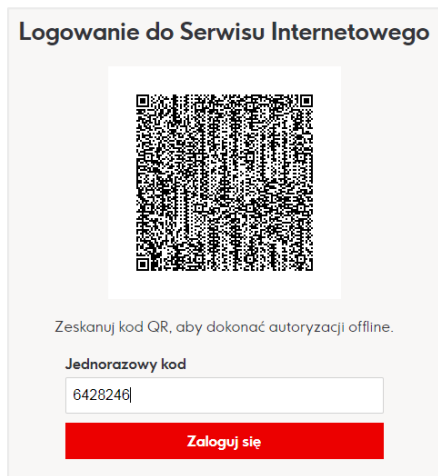 Logowanie do Serwisu Internetowego
Zeskanuj kod QR, aby dokonać autoryzacji offline.
Jednorazowy kod
6428246
Zaloguj się